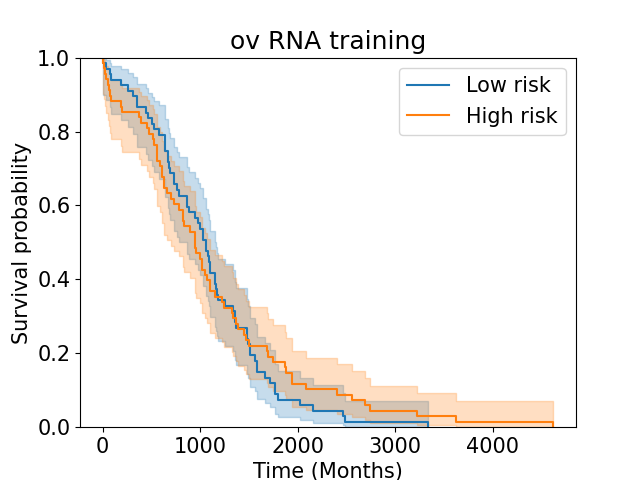 ov RNA training
Low risk
High risk
Survival probability
1.0
0.8
0.6
0.4
0.2
0.0
0 1000 2000 3000 4000
Time (Months)